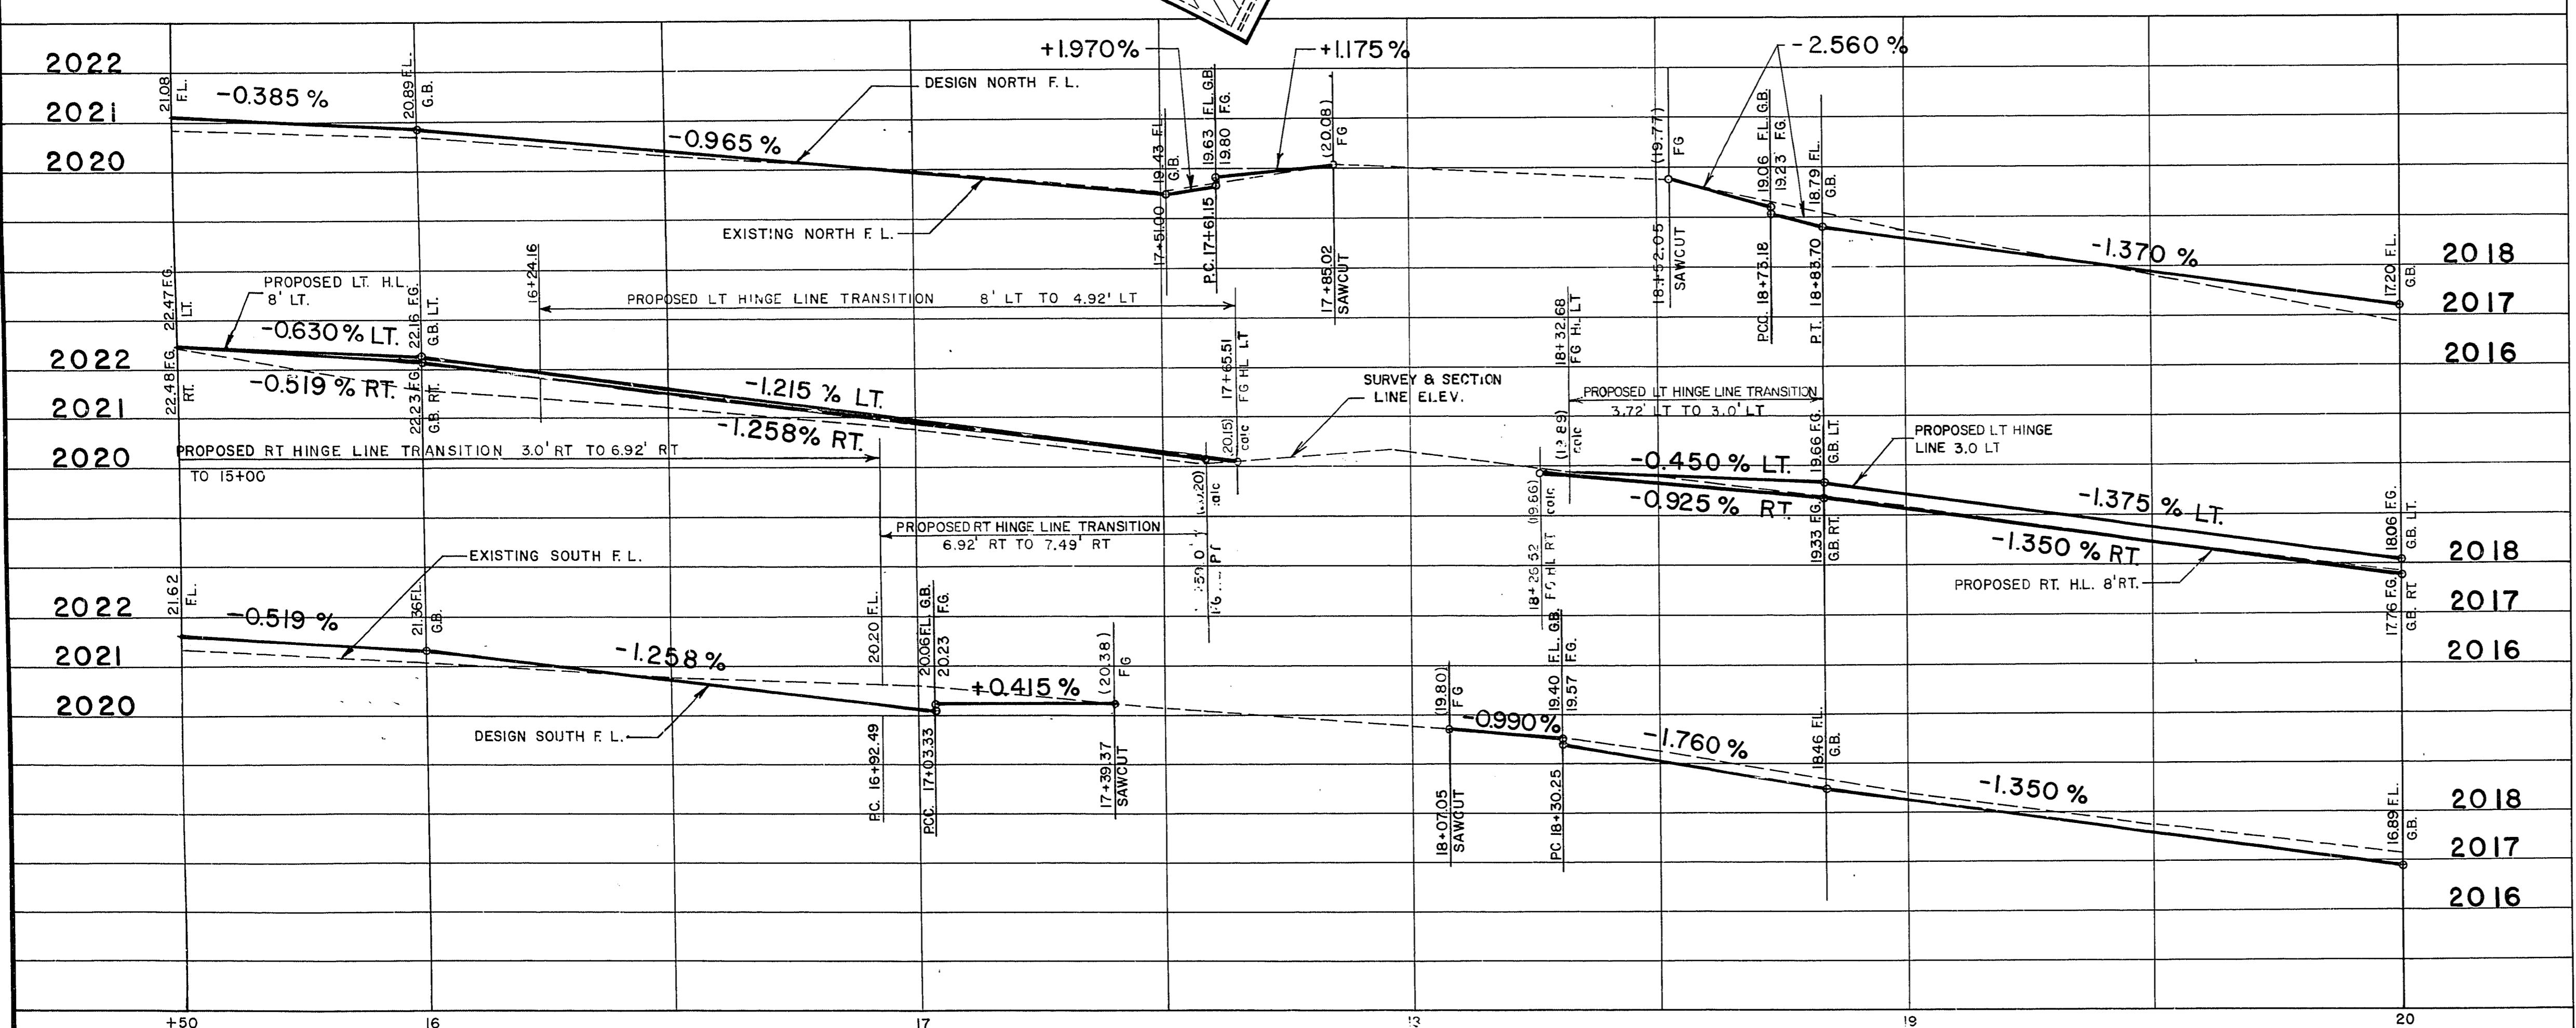 2022
2021
2020
21.08
F.L.
-0.385 %
20.89 F.L.
G.B.
-0.965 %
DESIGN NORTH F. L.
EXISTING NORTH F. L.
+1.970%
17+51.00 19.43 F.L.
G.B.
P.C. 17+61.15 19.63 F.L. G.B.
19.80 F.G.
+1.175%
(20.08)
FG
17+85.02
SAWCUT
-2.560 %
(19.77)
FG
18+52.05
SAWCUT
P.C.C. 18+73.18 19.06 F.L. G.B.
19.23 F.G.
P.T. 18+83.70 18.79 F.L.
G.B.
-1.370 %
17.20 F.L.
G.B.
2018
2017
2016
2022
2021
2020
22.47 F.G.
LT.
22.48 F.G.
RT.
PROPOSED LT. H.L.
8' LT.
-0.630% LT.
-0.519 % RT.
22.16 F.G.
G.B. LT.
22.23 F.G.
G.B. RT.
16+24.16
PROPOSED LT HINGE LINE TRANSITION 8' LT TO 4.92' LT
-1.215 % LT.
-1.258% RT.
PROPOSED RT HINGE LINE TRANSITION 3.0' RT TO 6.92' RT
TO 15+00
PROPOSED RT HINGE LINE TRANSITION
6.92' RT TO 7.49' RT
(20.15) 17+65.51
calc FG HL LT
SURVEY & SECTION
LINE ELEV.
18+32.68
FG HL LT
calc
PROPOSED LT HINGE LINE TRANSITION
3.72' LT TO 3.0' LT
18+26.52 (19.66)
FG HL RT calc
-0.450% LT.
-0.925 % RT.
19.66 F.G.
G.B. LT.
19.33 F.G.
G.B. RT.
PROPOSED LT HINGE
LINE 3.0 LT
-1.375 % LT.
-1.350 % RT.
PROPOSED RT. H.L. 8'RT.
18.06 F.G.
G.B. LT.
17.76 F.G.
G.B. RT
2018
2017
2016
2022
2021
2020
21.62
F.L.
-0.519 %
EXISTING SOUTH F. L.
21.36 F.L.
G.B.
-1.258%
DESIGN SOUTH F. L.
P.C. 16+92.49 20.20 F.L.
P.C.C. 17+03.33 20.06 F.L. G.B.
20.23 F.G.
+0.415%
(20.38)
FG
17+39.37
SAWCUT
(19.80)
FG
18+07.05
SAWCUT
-0.990%
PC 18+30.25 19.40 F.L. G.B.
19.57 F.G.
-1.760 %
18.46 F.L.
G.B.
-1.350 %
16.89 F.L.
G.B.
2018
2017
2016
+50 16 17 19 20